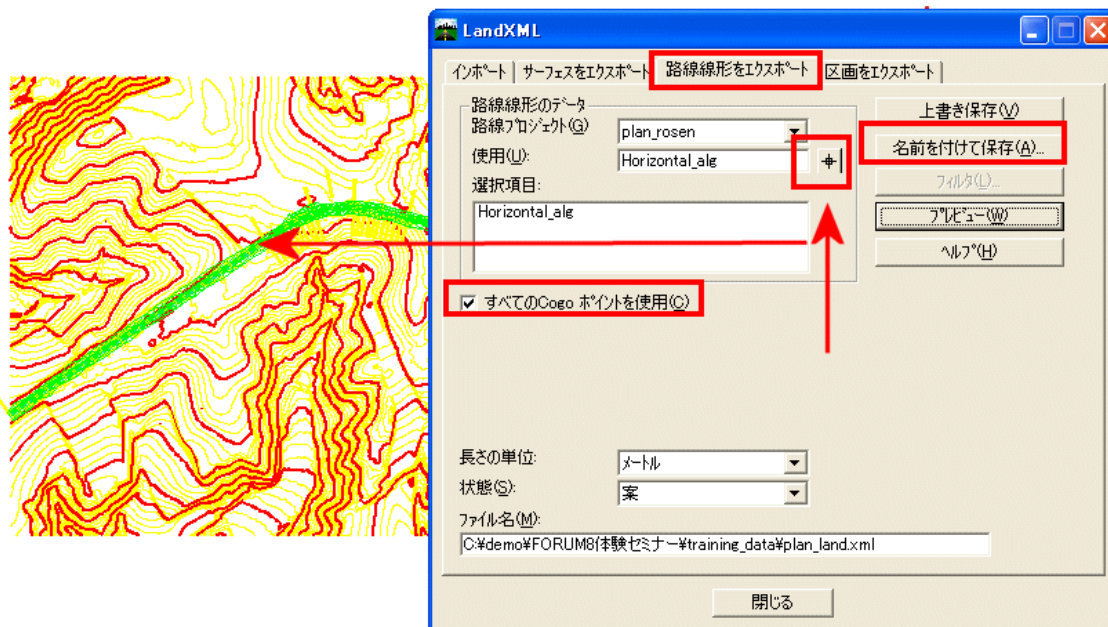 LandXML
インポート
サーフェスをエクスポート
路線線形をエクスポート
区画をエクスポート
路線線形のデータ
路線プロジェクト(G)
plan_rosen
使用(U):
Horizontal_alg
選択項目:
Horizontal_alg
上書き保存(V)
名前を付けて保存(A)...
フィルタ(L)...
プレビュー(W)
ヘルプ(H)
すべてのCogo ポイントを使用(C)
長さの単位:
メートル
状態(S):
案
ファイル名(M):
C:¥demo¥FORUM8体験セミナー¥training_data¥plan_land.xml
閉じる